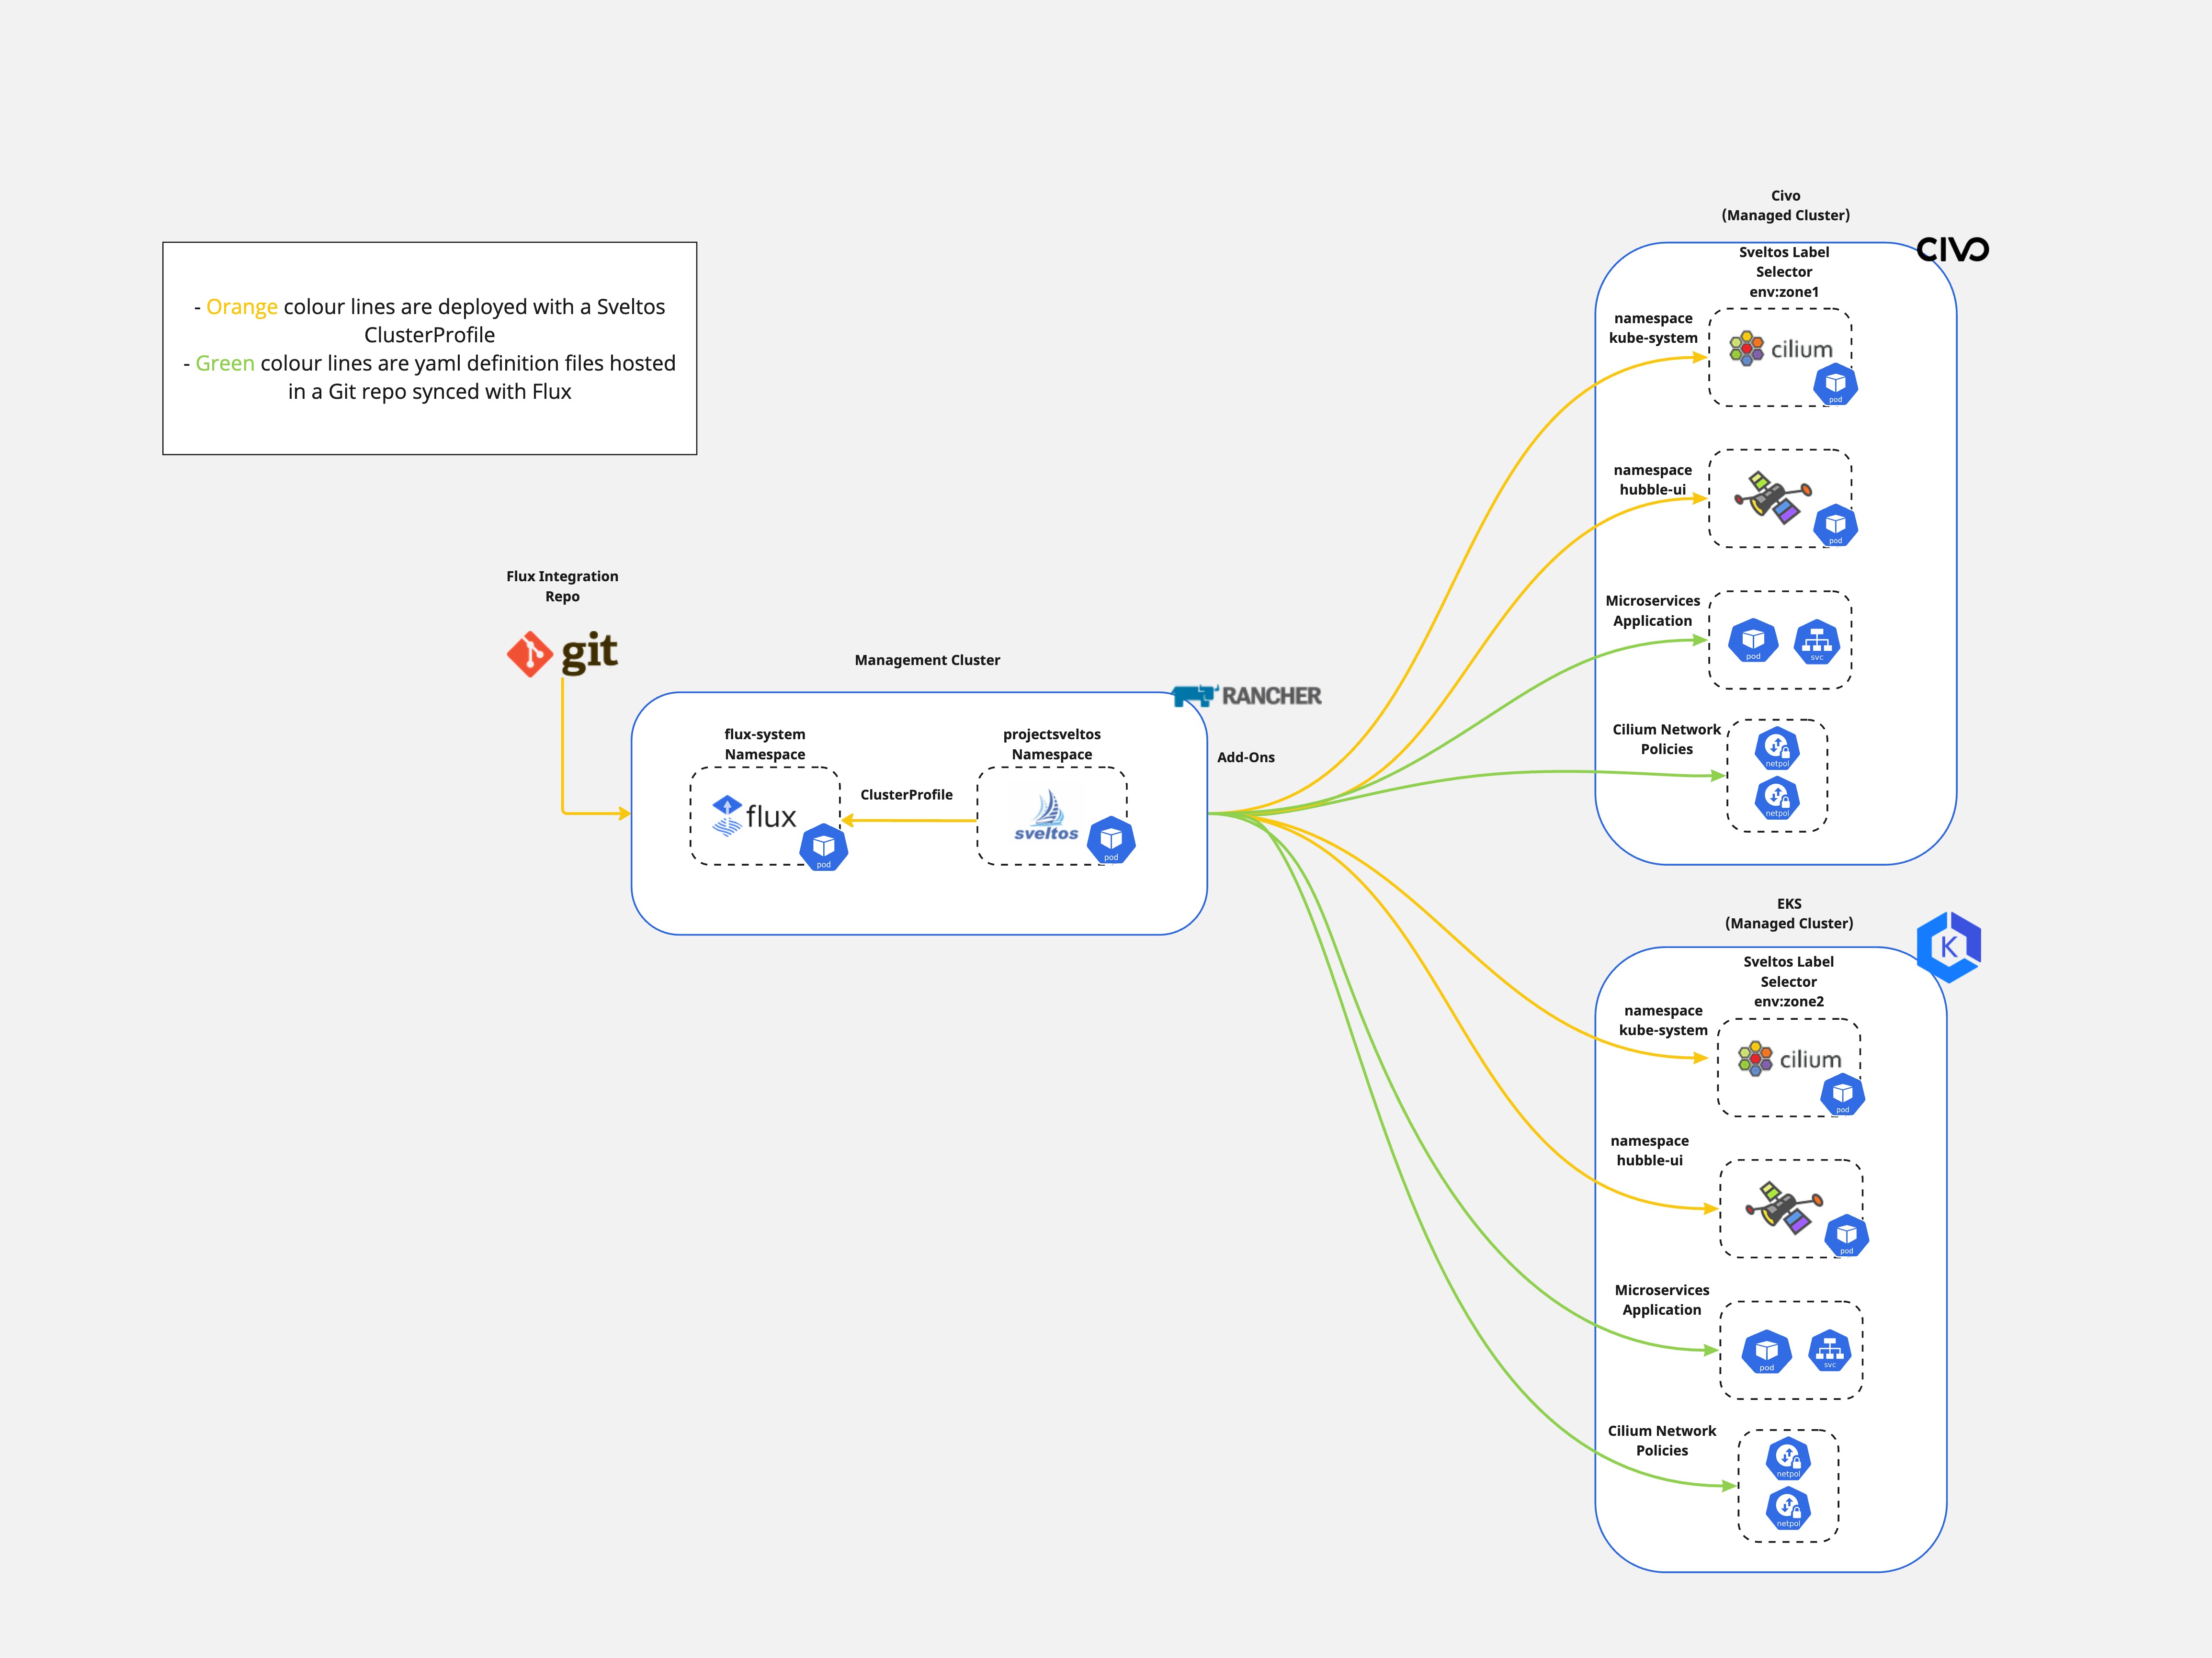 - Orange colour lines are deployed with a Sveltos
ClusterProfile
- Green colour lines are yaml definition files hosted
in a Git repo synced with Flux
Flux Integration
Repo
git
Management Cluster
RANCHER
flux-system
Namespace
flux
pod
ClusterProfile
projectsveltos
Namespace
sveltos
pod
Add-Ons
Civo
(Managed Cluster)
CIVO
Sveltos Label
Selector
env:zone1
namespace
kube-system
cilium
pod
namespace
hubble-ui
pod
Microservices
Application
pod
svc
Cilium Network
Policies
netpol
netpol
EKS
(Managed Cluster)
K
Sveltos Label
Selector
env:zone2
namespace
kube-system
cilium
pod
namespace
hubble-ui
pod
Microservices
Application
pod
svc
Cilium Network
Policies
netpol
netpol